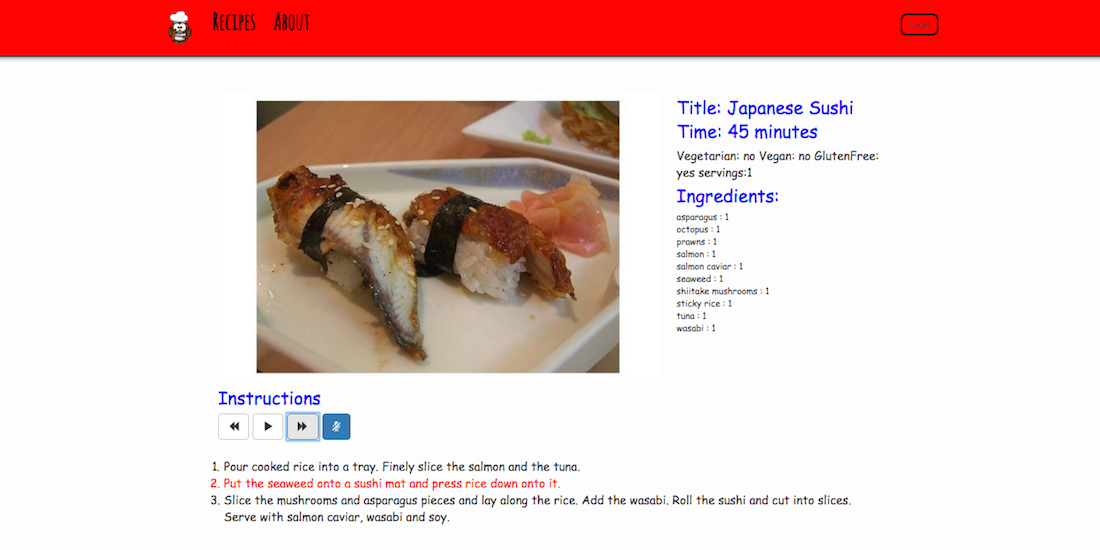 Recipes About
Login
Title: Japanese Sushi
Time: 45 minutes
Vegetarian: no Vegan: no GlutenFree:
yes servings:1
Ingredients:
asparagus : 1
octopus : 1
prawns : 1
salmon : 1
salmon caviar : 1
seaweed : 1
shiitake mushrooms : 1
sticky rice : 1
tuna : 1
wasabi : 1
Instructions
1. Pour cooked rice into a tray. Finely slice the salmon and the tuna.
2. Put the seaweed onto a sushi mat and press rice down onto it.
3. Slice the mushrooms and asparagus pieces and lay along the rice. Add the wasabi. Roll the sushi and cut into slices.
Serve with salmon caviar, wasabi and soy.